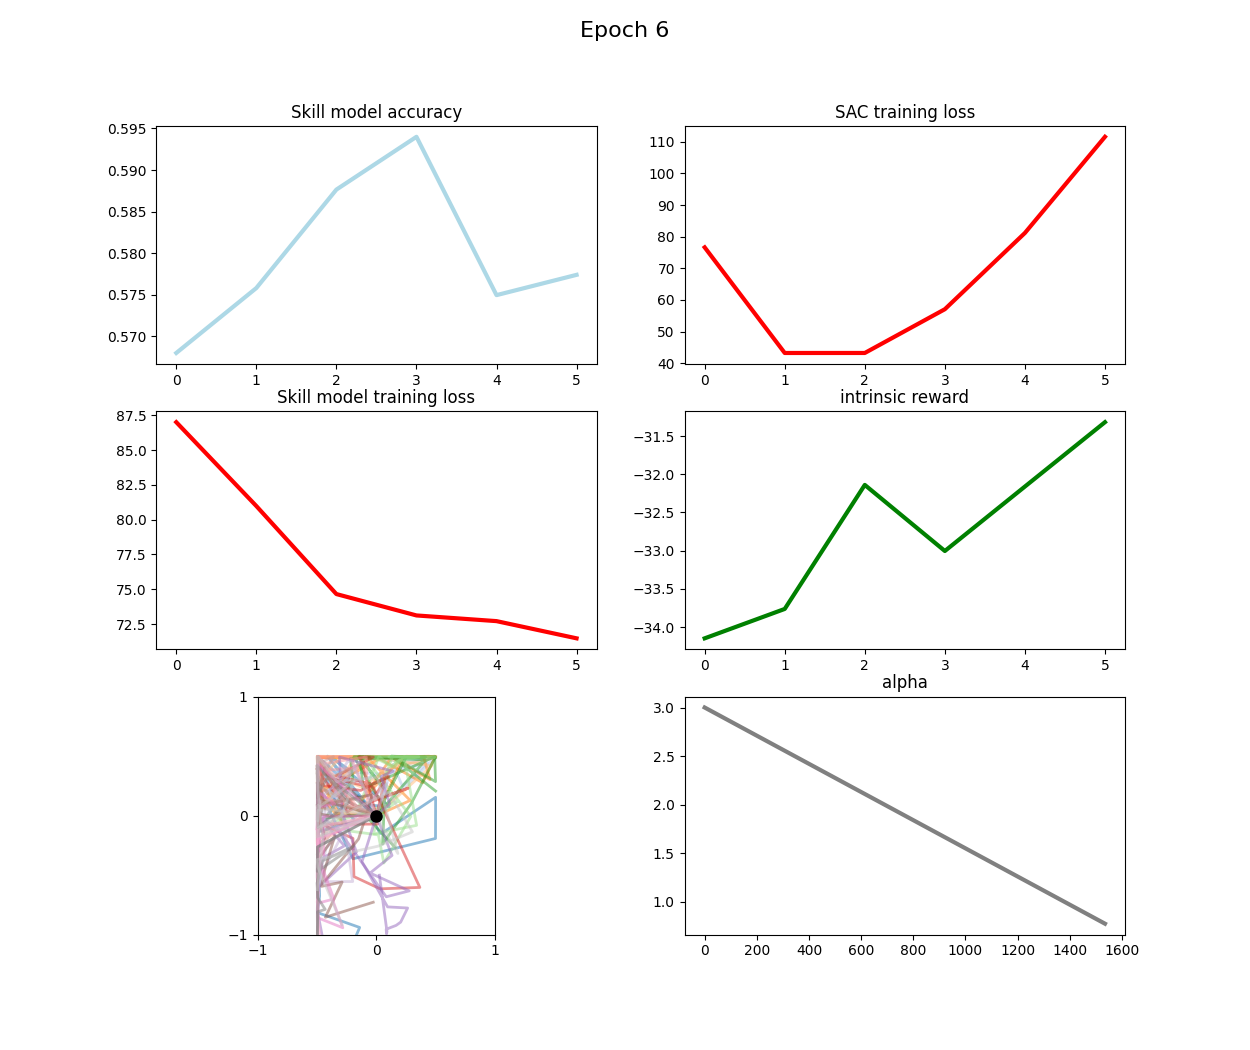 Epoch 6
Skill model accuracy
0.595
0.590
0.585
0.580
0.575
0.570
0 1 2 3 4 5
SAC training loss
110
100
90
80
70
60
50
40
0 1 2 3 4 5
Skill model training loss
87.5
85.0
82.5
80.0
77.5
75.0
72.5
0 1 2 3 4 5
intrinsic reward
−31.5
−32.0
−32.5
−33.0
−33.5
−34.0
0 1 2 3 4 5
1
0
−1
−1 0 1
alpha
3.0
2.5
2.0
1.5
1.0
0 200 400 600 800 1000 1200 1400 1600